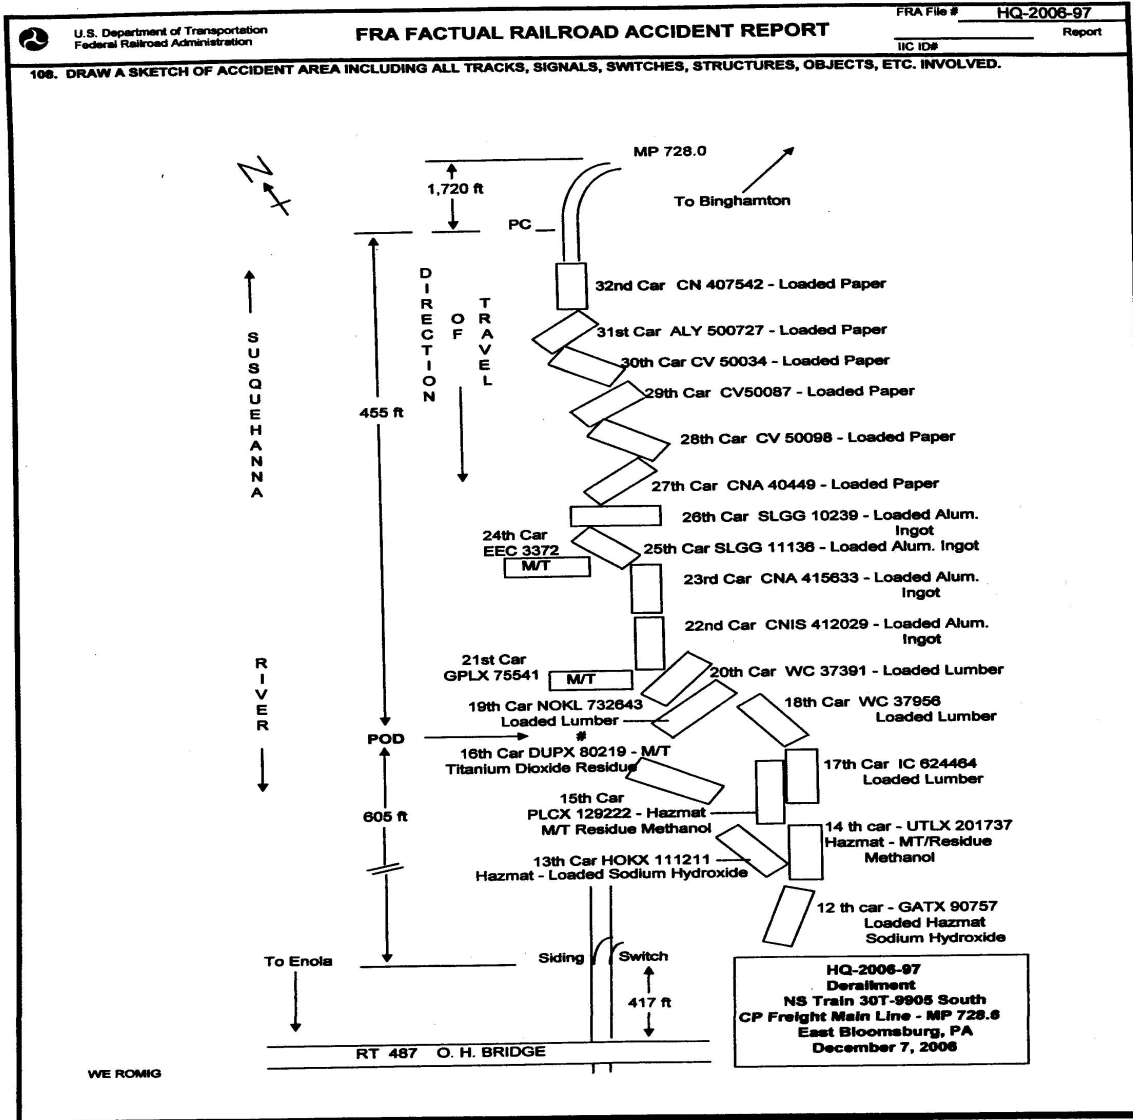 U.S. Department of Transportation
Federal Railroad Administration
FRA FACTUAL RAILROAD ACCIDENT REPORT
FRA File # HQ-2006-97
Report
IIC ID#
108. DRAW A SKETCH OF ACCIDENT AREA INCLUDING ALL TRACKS, SIGNALS, SWITCHES, STRUCTURES, OBJECTS, ETC. INVOLVED.
N
MP 728.0
1,720 ft
To Binghamton
PC
DIRECTION
OF
TRAVEL
SUSQUEHANNA
RIVER
32nd Car CN 407542 - Loaded Paper
31st Car ALY 500727 - Loaded Paper
30th Car CV 50034 - Loaded Paper
29th Car CV50087 - Loaded Paper
455 ft
28th Car CV 50098 - Loaded Paper
27th Car CNA 40449 - Loaded Paper
26th Car SLGG 10239 - Loaded Alum.
Ingot
24th Car
EEC 3372
M/T
25th Car SLGG 11136 - Loaded Alum. Ingot
23rd Car CNA 415633 - Loaded Alum.
Ingot
22nd Car CNIS 412029 - Loaded Alum.
Ingot
21st Car
GPLX 75541
M/T
20th Car WC 37391 - Loaded Lumber
19th Car NOKL 732643
Loaded Lumber
18th Car WC 37956
Loaded Lumber
POD
#
16th Car DUPX 80219 - M/T
Titanium Dioxide Residue
17th Car IC 624464
Loaded Lumber
15th Car
PLCX 129222 - Hazmat
M/T Residue Methanol
605 ft
14 th car - UTLX 201737
Hazmat - MT/Residue
Methanol
13th Car HOKX 111211
Hazmat - Loaded Sodium Hydroxide
12 th car - GATX 90757
Loaded Hazmat
Sodium Hydroxide
To Enola
Siding
Switch
417 ft
HQ-2006-97
Derailment
NS Train 30T-9905 South
CP Freight Main Line - MP 728.6
East Bloomsburg, PA
December 7, 2006
RT 487 O. H. BRIDGE
WE ROMIG